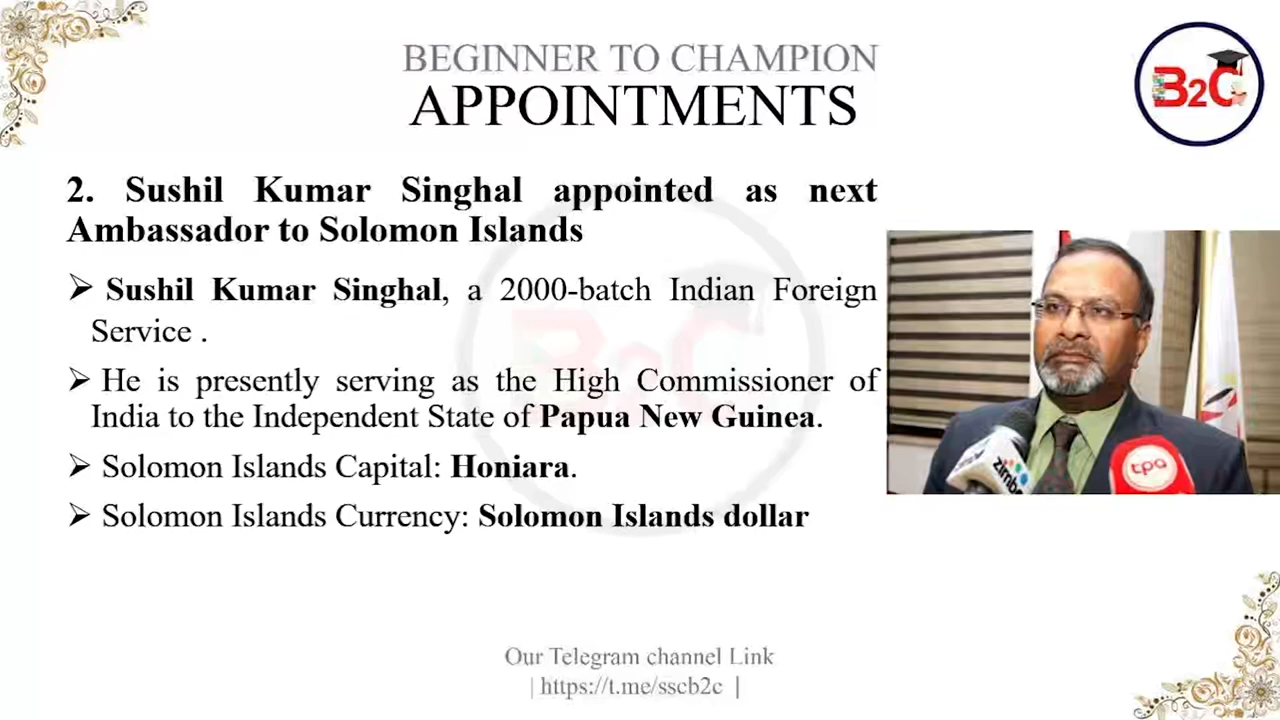 BEGINNER TO CHAMPION
APPOINTMENTS
B2C
2. Sushil Kumar Singhal appointed as next
Ambassador to Solomon Islands
➢ Sushil Kumar Singhal, a 2000-batch Indian Foreign
Service .
➢ He is presently serving as the High Commissioner of
India to the Independent State of Papua New Guinea.
➢ Solomon Islands Capital: Honiara.
➢ Solomon Islands Currency: Solomon Islands dollar
B2C
tpa
Our Telegram channel Link
| https://t.me/sscb2c |